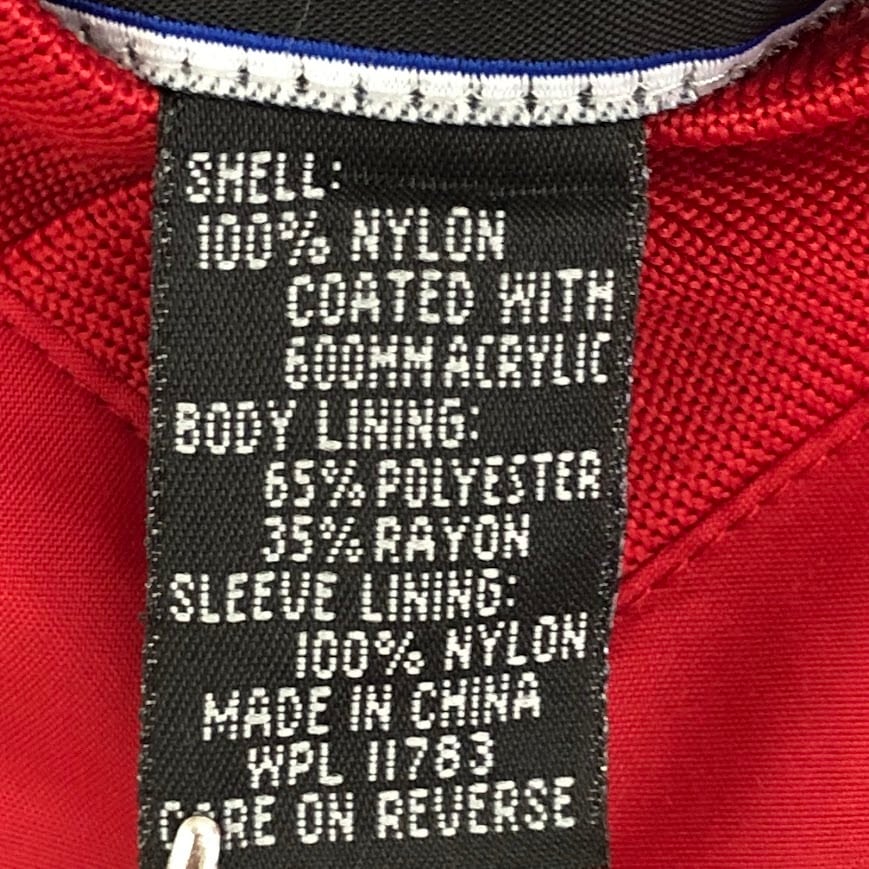 SHELL:
100% NYLON
COATED WITH
600MM ACRYLIC
BODY LINING:
65% POLYESTER
35% RAYON
SLEEVE LINING:
100% NYLON
MADE IN CHINA
WPL 11783
CARE ON REVERSE